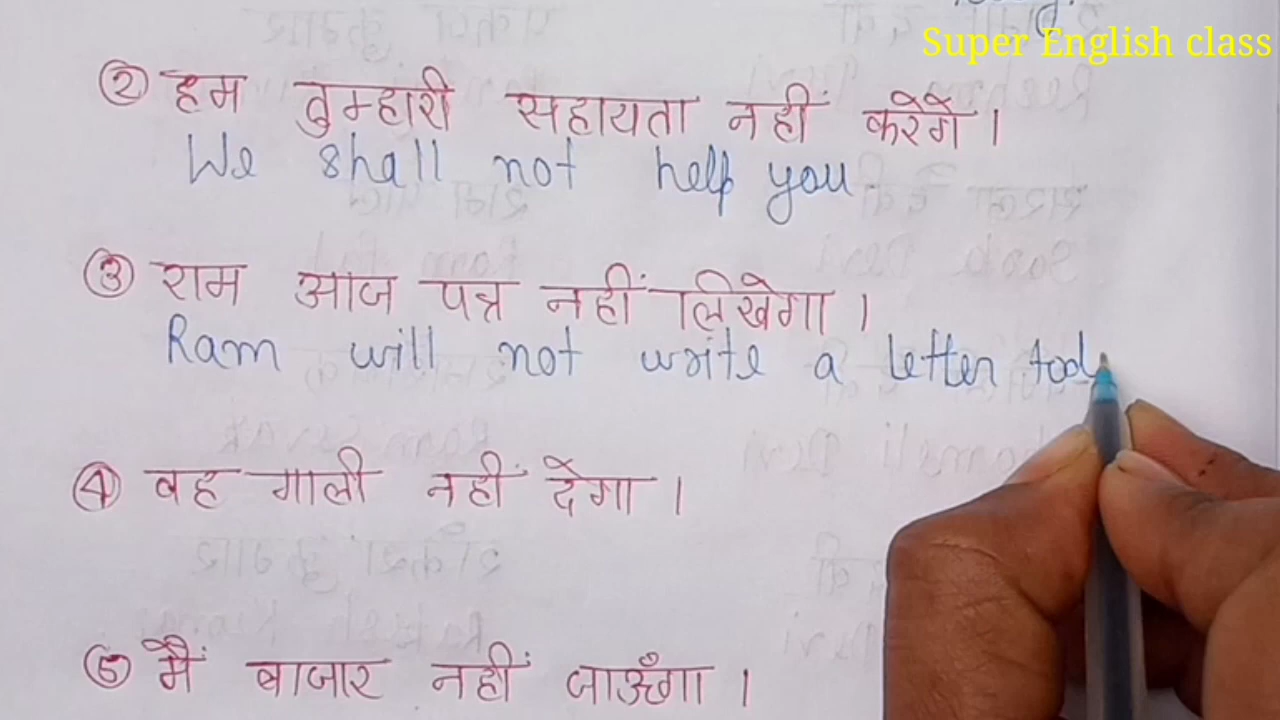 Super English class
② हम तुम्हारी सहायता नहीं करेगें।
We shall not help you
③ राम आज पत्र नहीं लिखेगा।
Ram will not write a letter tod
④ वह गाली नहीं देगा।
⑤ मैं बाजार नहीं जाऊँगा।